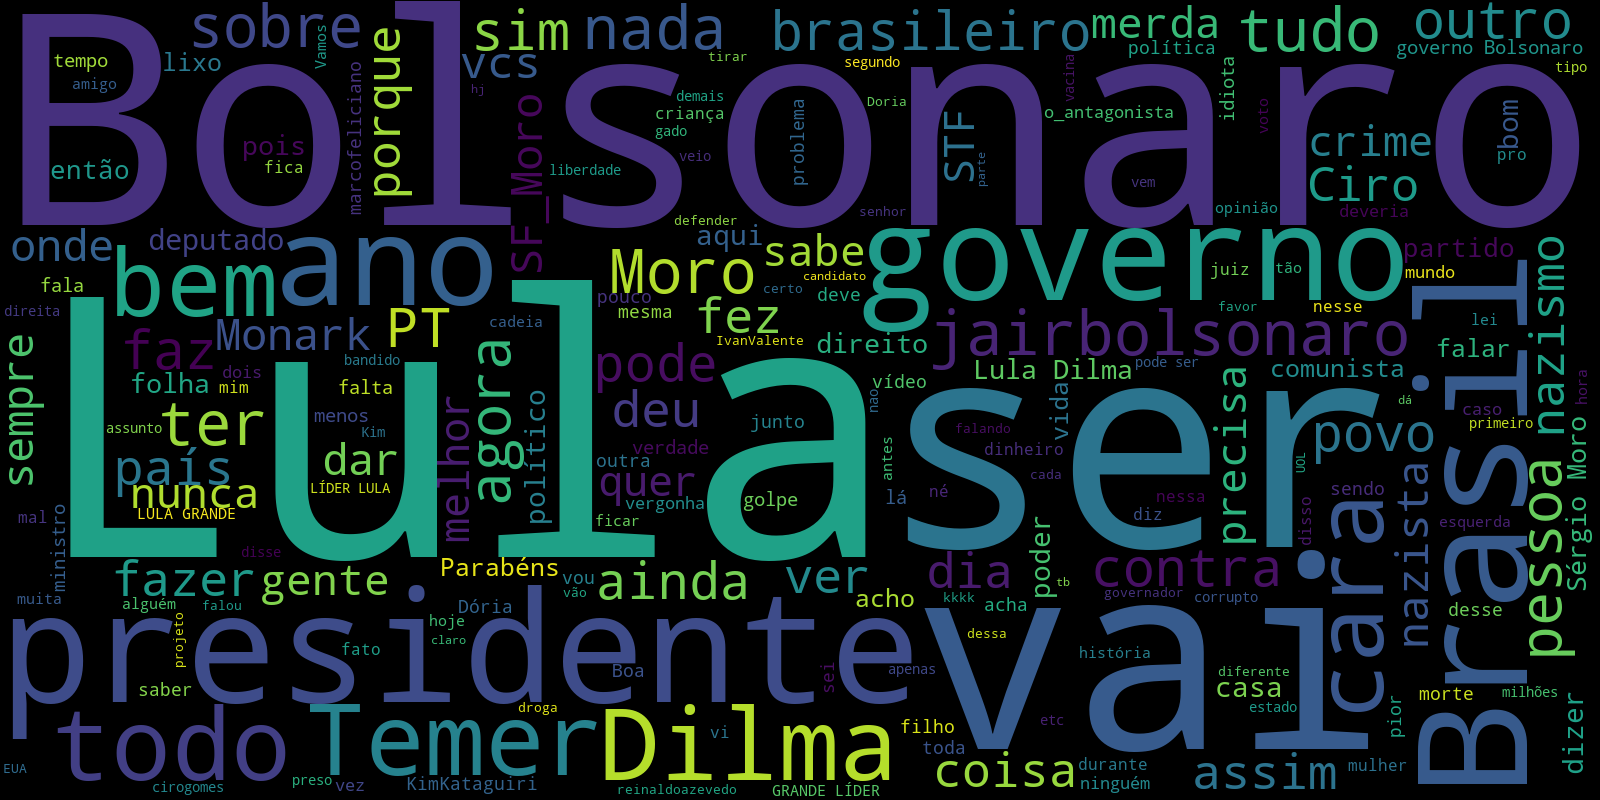 Bolsonaro
sobre
sim
nada
brasileiro
merda
tudo
outro
tempo
lixo
Vamos
porque
vcs
tirar
segundo
política
governo Bolsonaro
tipo
amigo
marcofeliciano
hj
SF_Moro
demais
criança
gado
problema
Doria
o_antagonista
vacina
idiota
voto
bom
pro
crime
pois
fica
então
veio
liberdade
STF
parte
vem
Ciro
opinião
deveria
senhor
defender
onde
deputado
ano
bem
aqui
sabe
governo
partido
fala
Moro
candidato
certo
juiz
tão
mundo
nazismo
direita
pouco
mesma
deve
favor
nesse
lei
Monark
PT
cadeia
fez
IvanValente
direito
jairbolsonaro
falar
Brasil
sempre
faz
bandido
agora
pode
Lula Dilma
pode ser
comunista
folha
mim
dois
falta
vídeo
vida
precisa
hora
Lula
ser
nao
dá
caso
primeiro
assunto
ter
menos
Kim
melhor
político
deu
junto
falando
povo
país
dar
verdade
outra
antes
dinheiro
UOL
nunca
LÍDER LULA
quer
golpe
lá
né
cada
nessa
nazista
sendo
pessoa
Sérgio Moro
LULA GRANDE
vergonha
diz
disso
esquerda
mal
ministro
ficar
disse
fazer
gente
Parabéns
vou
vão
ainda
ver
dia
poder
tb
contra
cara
muita
alguém
falou
Dória
acho
kkkk
acha
governador
corrupto
desse
presidente
projeto
hoje
claro
fato
dessa
vai
história
saber
Boa
sei
apenas
diferente
casa
estado
morte
milhões
dizer
todo
Temer
droga
Dilma
vi
filho
toda
etc
pior
EUA
cirogomes
preso
vez
KimKataguiri
reinaldoazevedo
GRANDE LÍDER
coisa
durante
ninguém
assim
mulher